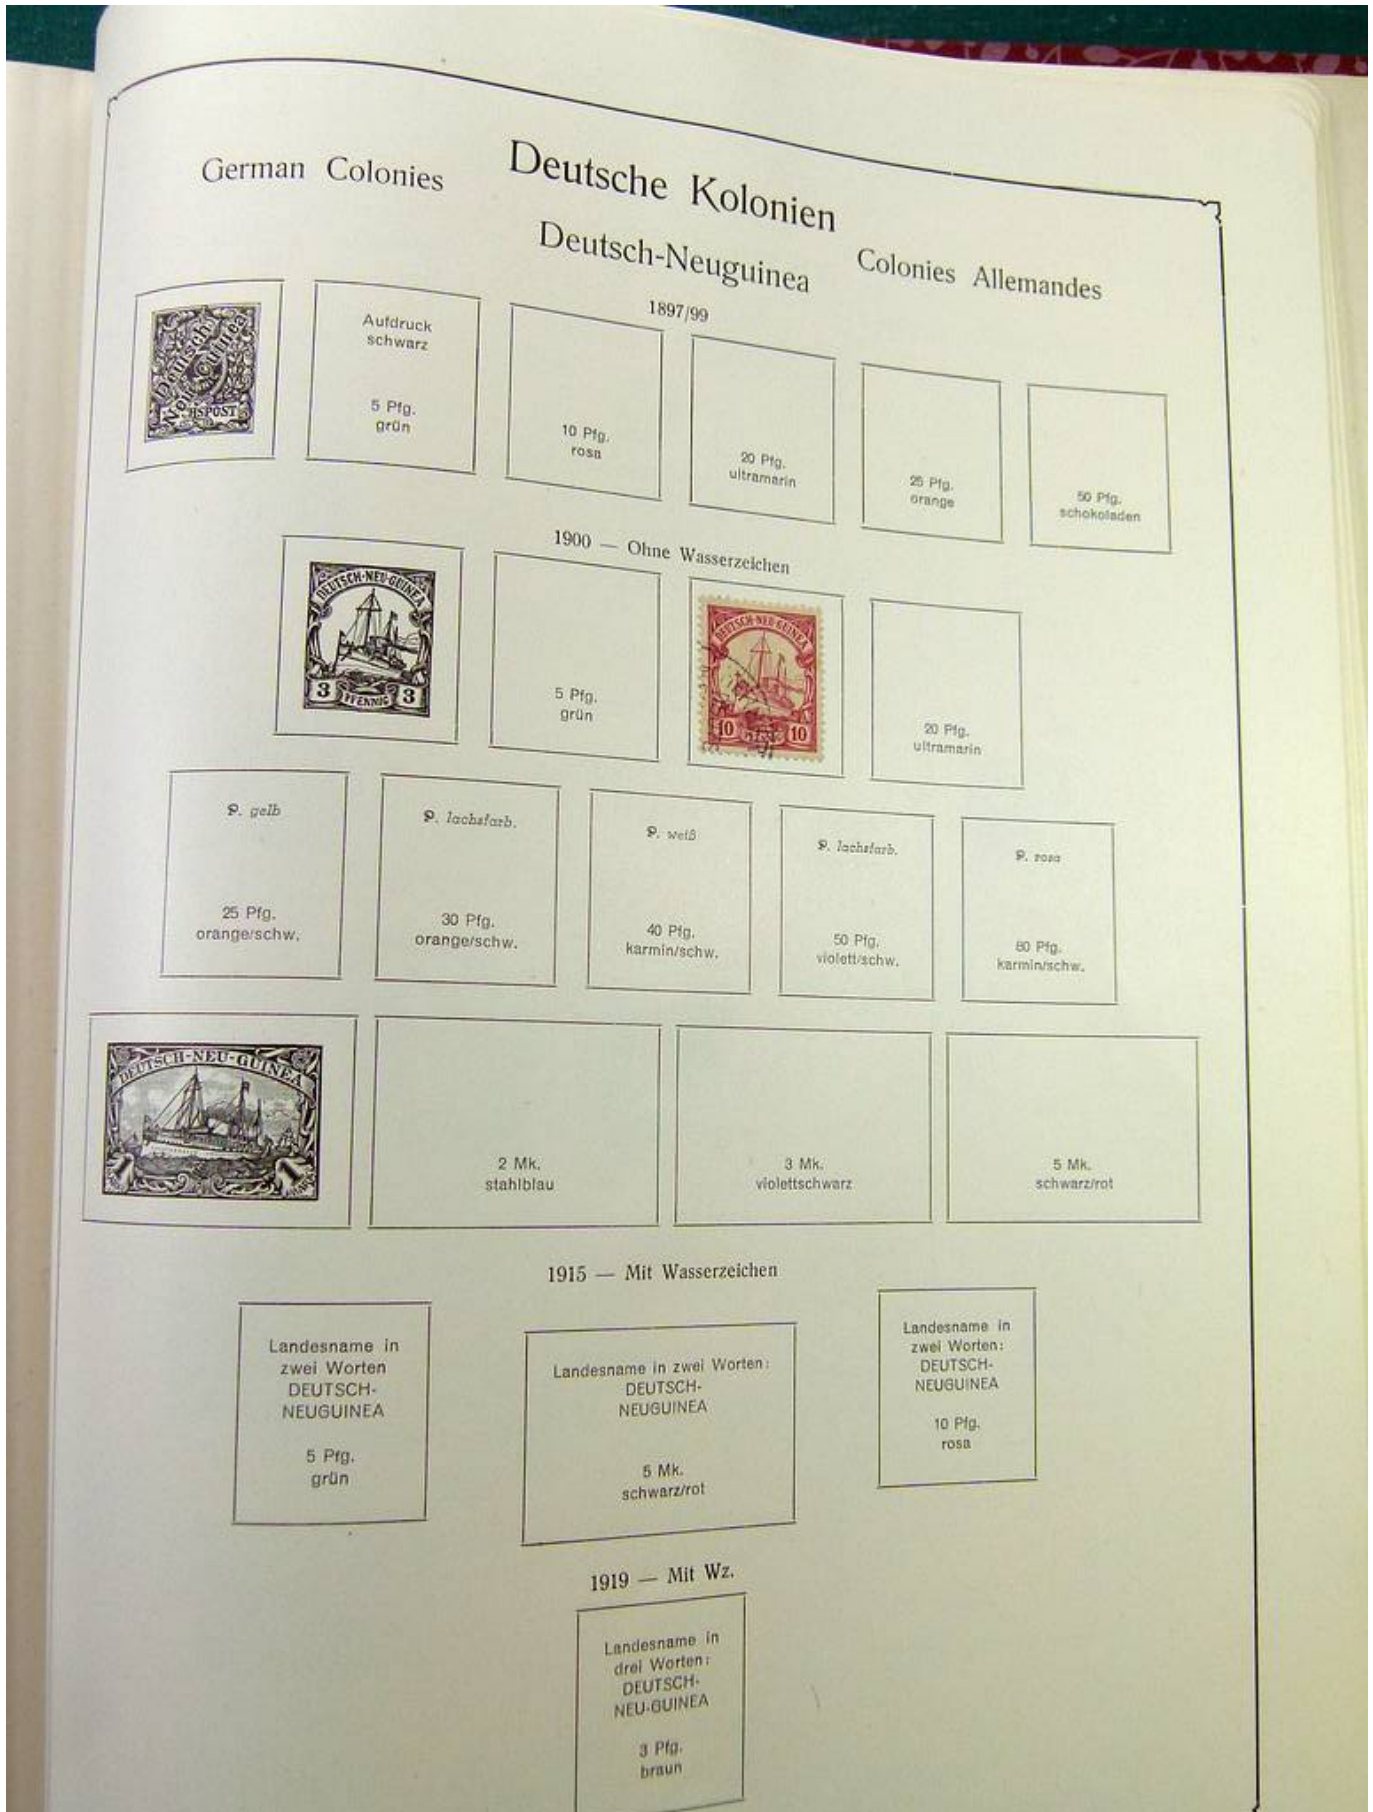 German Colonies
Deutsche Kolonien
Colonies Allemandes
Deutsch-Neuguinea
1897/99
Deutsch-
Neu-Guinea
HSPOST
Aufdruck
schwarz
5 Pfg.
grün
10 Pfg.
rosa
20 Pfg.
ultramarin
25 Pfg.
orange
50 Pfg.
schokoladen
1900 — Ohne Wasserzeichen
DEUTSCH-NEU-GUINEA
3 PFENNIG 3
5 Pfg.
grün
DEUTSCH-NEU-GUINEA
10 10
20 Pfg.
ultramarin
P. gelb
25 Pfg.
orange/schw.
P. lachsfarb.
30 Pfg.
orange/schw.
P. weiß
40 Pfg.
karmin/schw.
P. lachsfarb.
50 Pfg.
violett/schw.
P. rosa
80 Pfg.
karmin/schw.
DEUTSCH-NEU-GUINEA
1 1
2 Mk.
stahlblau
3 Mk.
violettschwarz
5 Mk.
schwarz/rot
1915 — Mit Wasserzeichen
Landesname in
zwei Worten
DEUTSCH-
NEUGUINEA
5 Pfg.
grün
Landesname in zwei Worten:
DEUTSCH-
NEUGUINEA
5 Mk.
schwarz/rot
Landesname in
zwei Worten:
DEUTSCH-
NEUGUINEA
10 Pfg.
rosa
1919 — Mit Wz.
Landesname in
drei Worten:
DEUTSCH-
NEU-GUINEA
3 Pfg.
braun